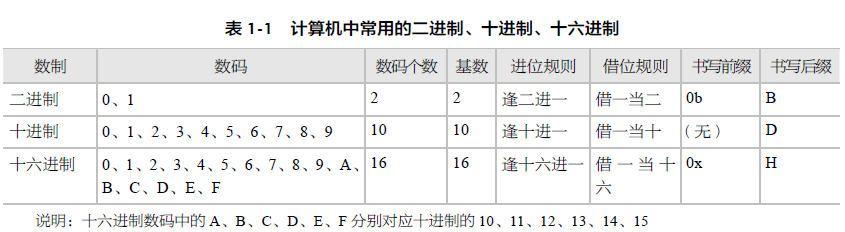 表 1-1 计算机中常用的二进制、十进制、十六进制
数制 数码 数码个数 基数 进位规则 借位规则 书写前缀 书写后缀
二进制 0、1 2 2 逢二进一 借一当二 0b B
十进制 0、1、2、3、4、5、6、7、8、9 10 10 逢十进一 借一当十 （无） D
十六进制 0、1、2、3、4、5、6、7、8、9、A、 16 16 逢十六进一 借一当十 0x H
B、C、D、E、F 六
说明：十六进制数码中的 A、B、C、D、E、F 分别对应十进制的 10、11、12、13、14、15